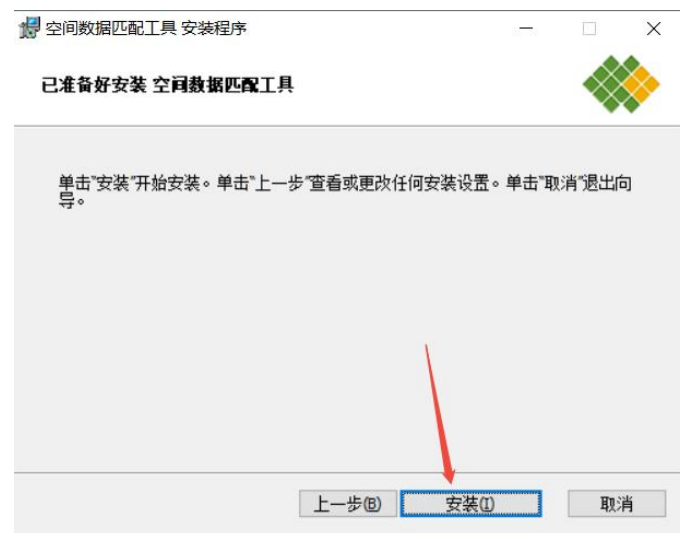 空间数据匹配工具 安装程序
已准备好安装 空间数据匹配工具
单击"安装"开始安装。单击"上一步"查看或更改任何安装设置。单击"取消"退出向
导。
上一步(B) 安装(I) 取消